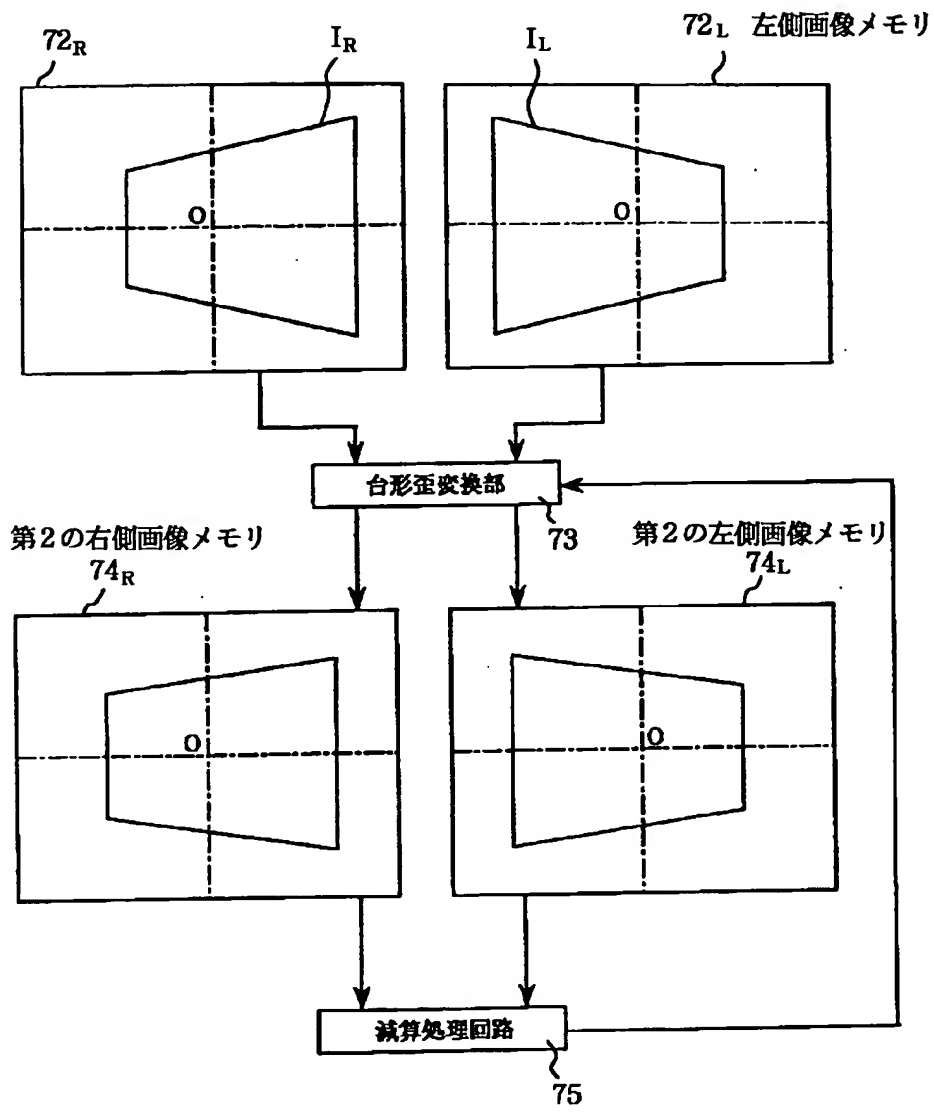 72R
IR
IL
72L 左側画像メモリ
O
O
台形歪変換部
73
第2の右側画像メモリ
74R
第2の左側画像メモリ
74L
O
O
減算処理回路
75